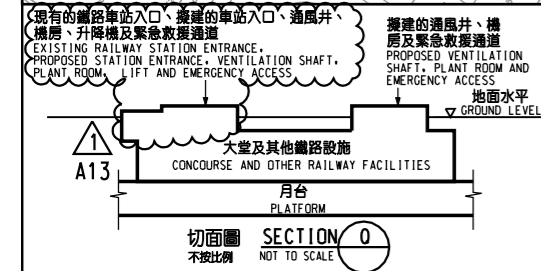 現有的鐵路車站入口、擬建的車站入口、通風井、
機房、升降機及緊急救援通道
EXISTING RAILWAY STATION ENTRANCE,
PROPOSED STATION ENTRANCE, VENTILATION SHAFT,
PLANT ROOM, LIFT AND EMERGENCY ACCESS
擬建的通風井、機
房及緊急救援通道
PROPOSED VENTILATION
SHAFT, PLANT ROOM AND
EMERGENCY ACCESS
地面水平
GROUND LEVEL
1
A13
大堂及其他鐵路設施
CONCOURSE AND OTHER RAILWAY FACILITIES
月台
PLATFORM
切面圖 SECTION O
不按比例 NOT TO SCALE